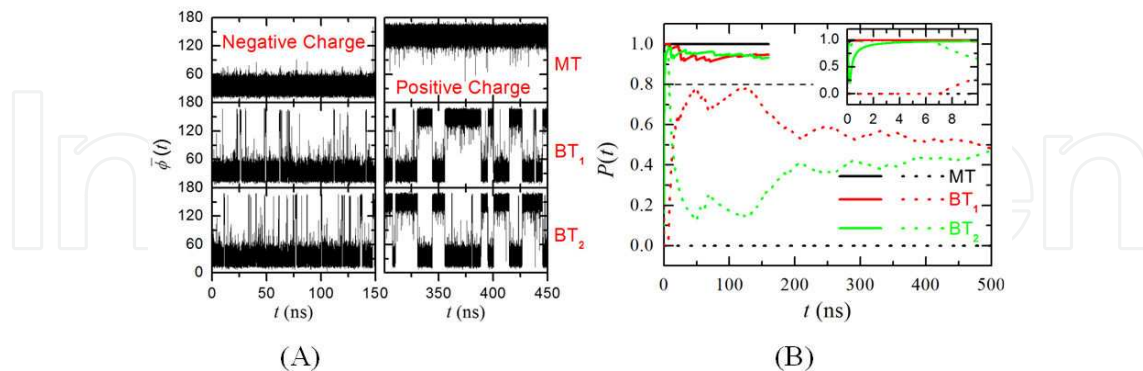 180
120
60
Negative Charge
MT
Positive Charge
180
120
60
BT₁
180
120
60
0
BT₂
φ̄(t)
0 50 100 150
350 400 450
t (ns)
t (ns)
(A)
1.0
0.8
0.6
0.4
0.2
0.0
P(t)
1.0
0.5
0.0
0 2 4 6 8
MT
BT₁
BT₂
0 100 200 300 400 500
t (ns)
(B)
In
en